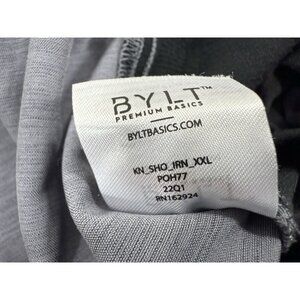 BYLT™
PREMIUM BASICS
BYLTBASICS.COM
KN_SHO_IRN_XXL
POH77
22Q1
RN162924